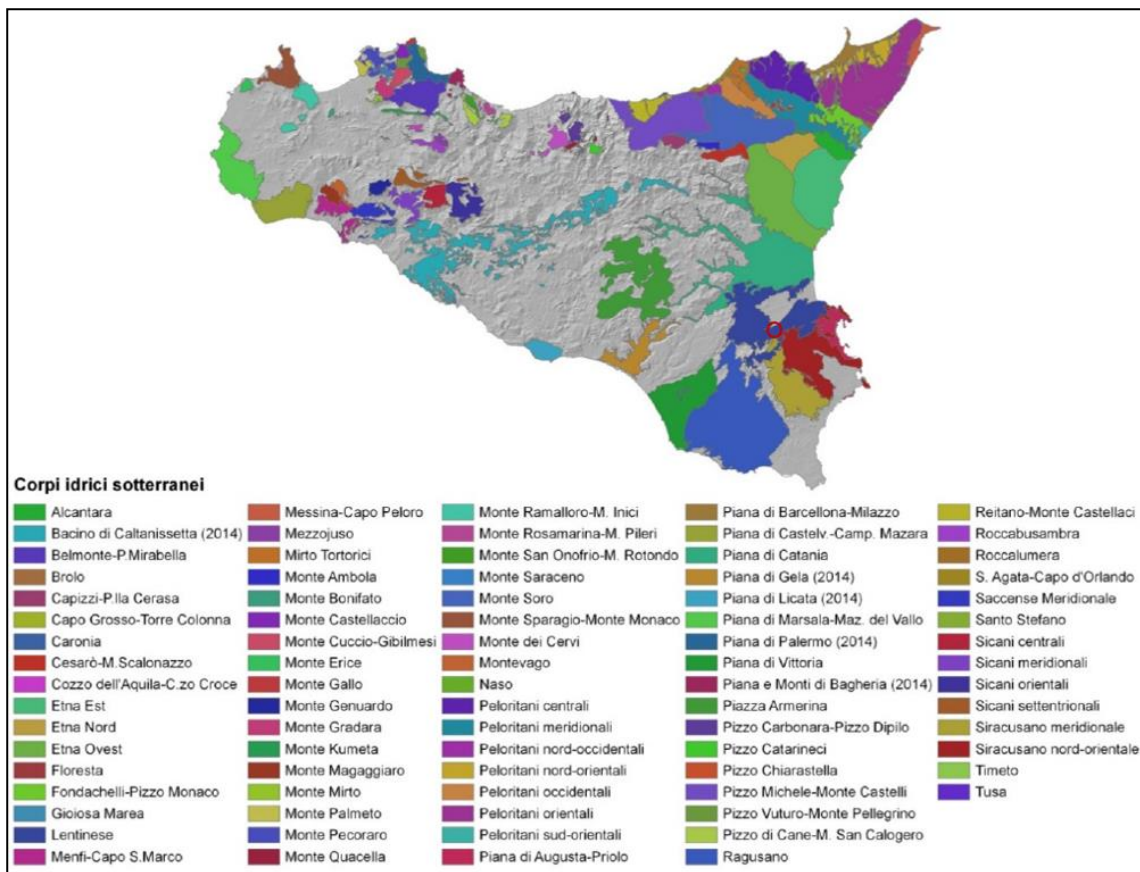 Corpi idrici sotterranei
Alcantara
Bacino di Caltanissetta (2014)
Belmonte-P.Mirabella
Brolo
Capizzi-P.lla Cerasa
Capo Grosso-Torre Colonna
Caronia
Cesarò-M.Scalonazzo
Cozzo dell'Aquila-C.zo Croce
Etna Est
Etna Nord
Etna Ovest
Floresta
Fondachelli-Pizzo Monaco
Gioiosa Marea
Lentinese
Menfi-Capo S.Marco
Messina-Capo Peloro
Mezzojuso
Mirto Tortorici
Monte Ambola
Monte Bonifato
Monte Castellaccio
Monte Cuccio-Gibilmesi
Monte Erice
Monte Gallo
Monte Genuardo
Monte Gradara
Monte Kumeta
Monte Magaggiaro
Monte Mirto
Monte Palmeto
Monte Pecoraro
Monte Quacella
Monte Ramalloro-M. Inici
Monte Rosamarina-M. Pileri
Monte San Onofrio-M. Rotondo
Monte Saraceno
Monte Soro
Monte Sparagio-Monte Monaco
Monte dei Cervi
Montevago
Naso
Peloritani centrali
Peloritani meridionali
Peloritani nord-occidentali
Peloritani nord-orientali
Peloritani occidentali
Peloritani orientali
Peloritani sud-orientali
Piana di Augusta-Priolo
Piana di Barcellona-Milazzo
Piana di Castelv.-Camp. Mazara
Piana di Catania
Piana di Gela (2014)
Piana di Licata (2014)
Piana di Marsala-Maz. del Vallo
Piana di Palermo (2014)
Piana di Vittoria
Piana e Monti di Bagheria (2014)
Piazza Armerina
Pizzo Carbonara-Pizzo Dipilo
Pizzo Catarineci
Pizzo Chiarastella
Pizzo Michele-Monte Castelli
Pizzo Vuturo-Monte Pellegrino
Pizzo di Cane-M. San Calogero
Ragusano
Reitano-Monte Castellaci
Roccabusambra
Roccalumera
S. Agata-Capo d'Orlando
Saccense Meridionale
Santo Stefano
Sicani centrali
Sicani meridionali
Sicani orientali
Sicani settentrionali
Siracusano meridionale
Siracusano nord-orientale
Timeto
Tusa